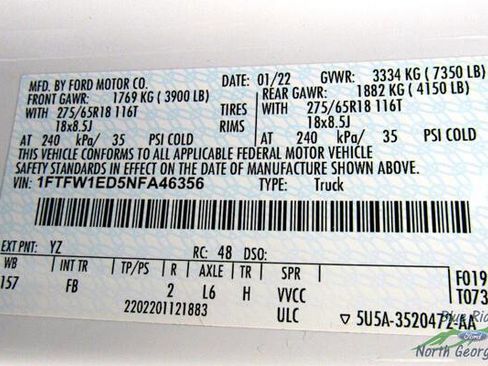 MFD. BY FORD MOTOR CO. DATE: 01/22 GVWR: 3334 KG ( 7350 LB)
FRONT GAWR: 1769 KG ( 3900 LB) REAR GAWR: 1882 KG ( 4150 LB)
WITH 275/65R18 116T TIRES WITH 275/65R18 116T
18x8.5J RIMS 18x8.5J
AT 240 kPa/ 35 PSI COLD AT 240 kPa/ 35 PSI COLD
THIS VEHICLE CONFORMS TO ALL APPLICABLE FEDERAL MOTOR VEHICLE
SAFETY STANDARDS IN EFFECT ON THE DATE OF MANUFACTURE SHOWN ABOVE.
VIN: 1FTFW1ED5NFA46356 TYPE: Truck
EXT PNT: YZ RC: 48 DSO:
WB INT TR TP/PS R AXLE TR SPR F019
157 FB 2 L6 H VVCC T073
22022011218B3 ULC ▽ 5U5A-3520472-AA
Blue Ri
Ford
North Georg